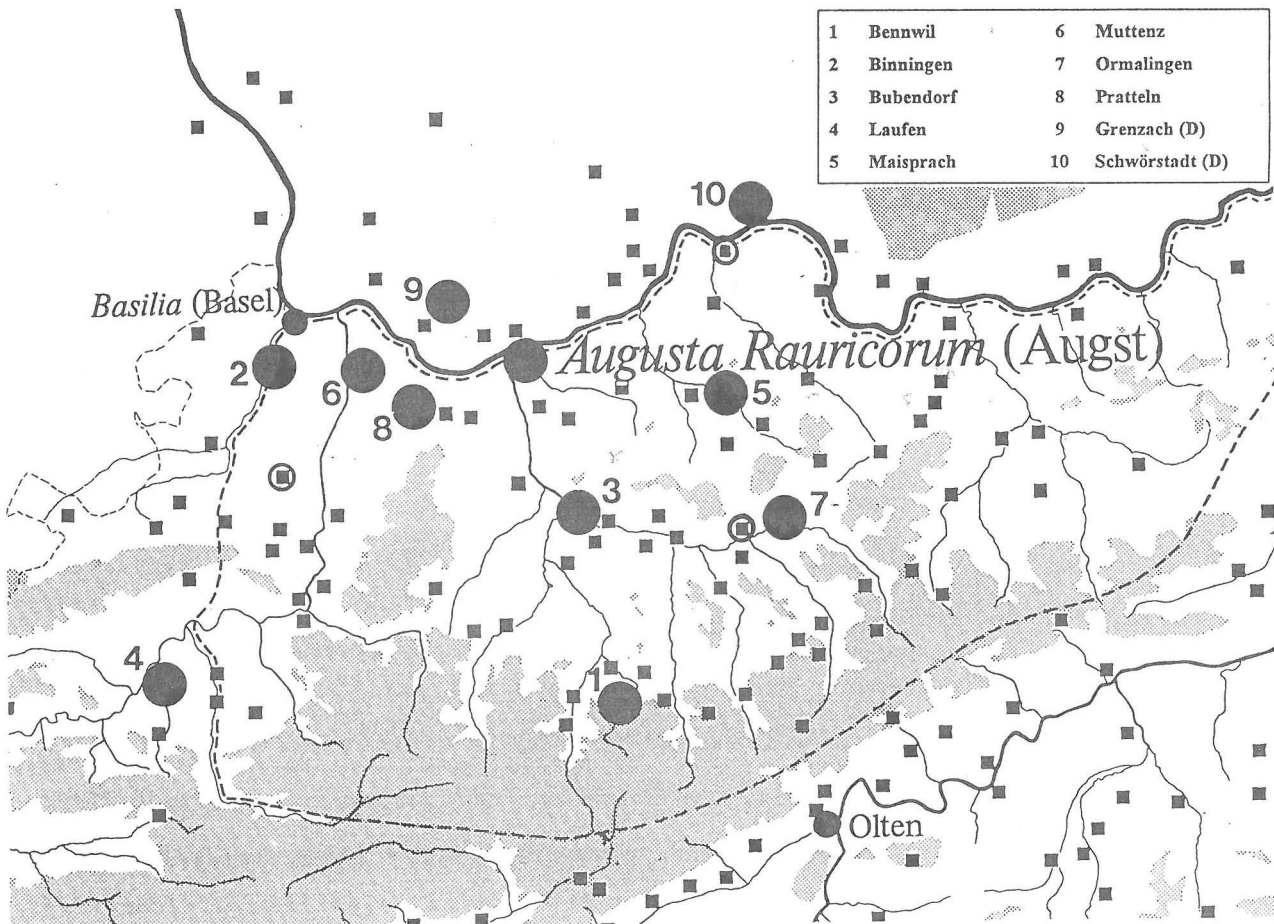 1 Bennwil 6 Muttenz
2 Binningen 7 Ormalingen
3 Bubendorf 8 Pratteln
4 Laufen 9 Grenzach (D)
5 Maisprach 10 Schwörstadt (D)
10
9
Basilia (Basel)
Augusta Rauricorum (Augst)
2
6
5
8
3
7
4
1
Olten